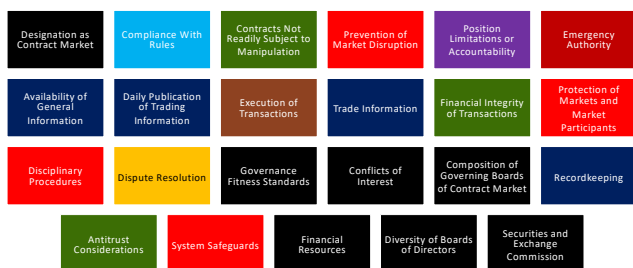 Designation as
Contract Market
Compliance With
Rules
Contracts Not
Readily Subject to
Manipulation
Prevention of
Market Disruption
Position
Limitations or
Accountability
Emergency
Authority
Availability of
General
Information
Daily Publication
of Trading
Information
Execution of
Transactions
Trade Information
Financial Integrity
of Transactions
Protection of
Markets and
Market
Participants
Disciplinary
Procedures
Dispute Resolution
Governance
Fitness Standards
Conflicts of
Interest
Composition of
Governing Boards
of Contract Market
Recordkeeping
Antitrust
Considerations
System Safeguards
Financial
Resources
Diversity of Boards
of Directors
Securities and
Exchange
Commission